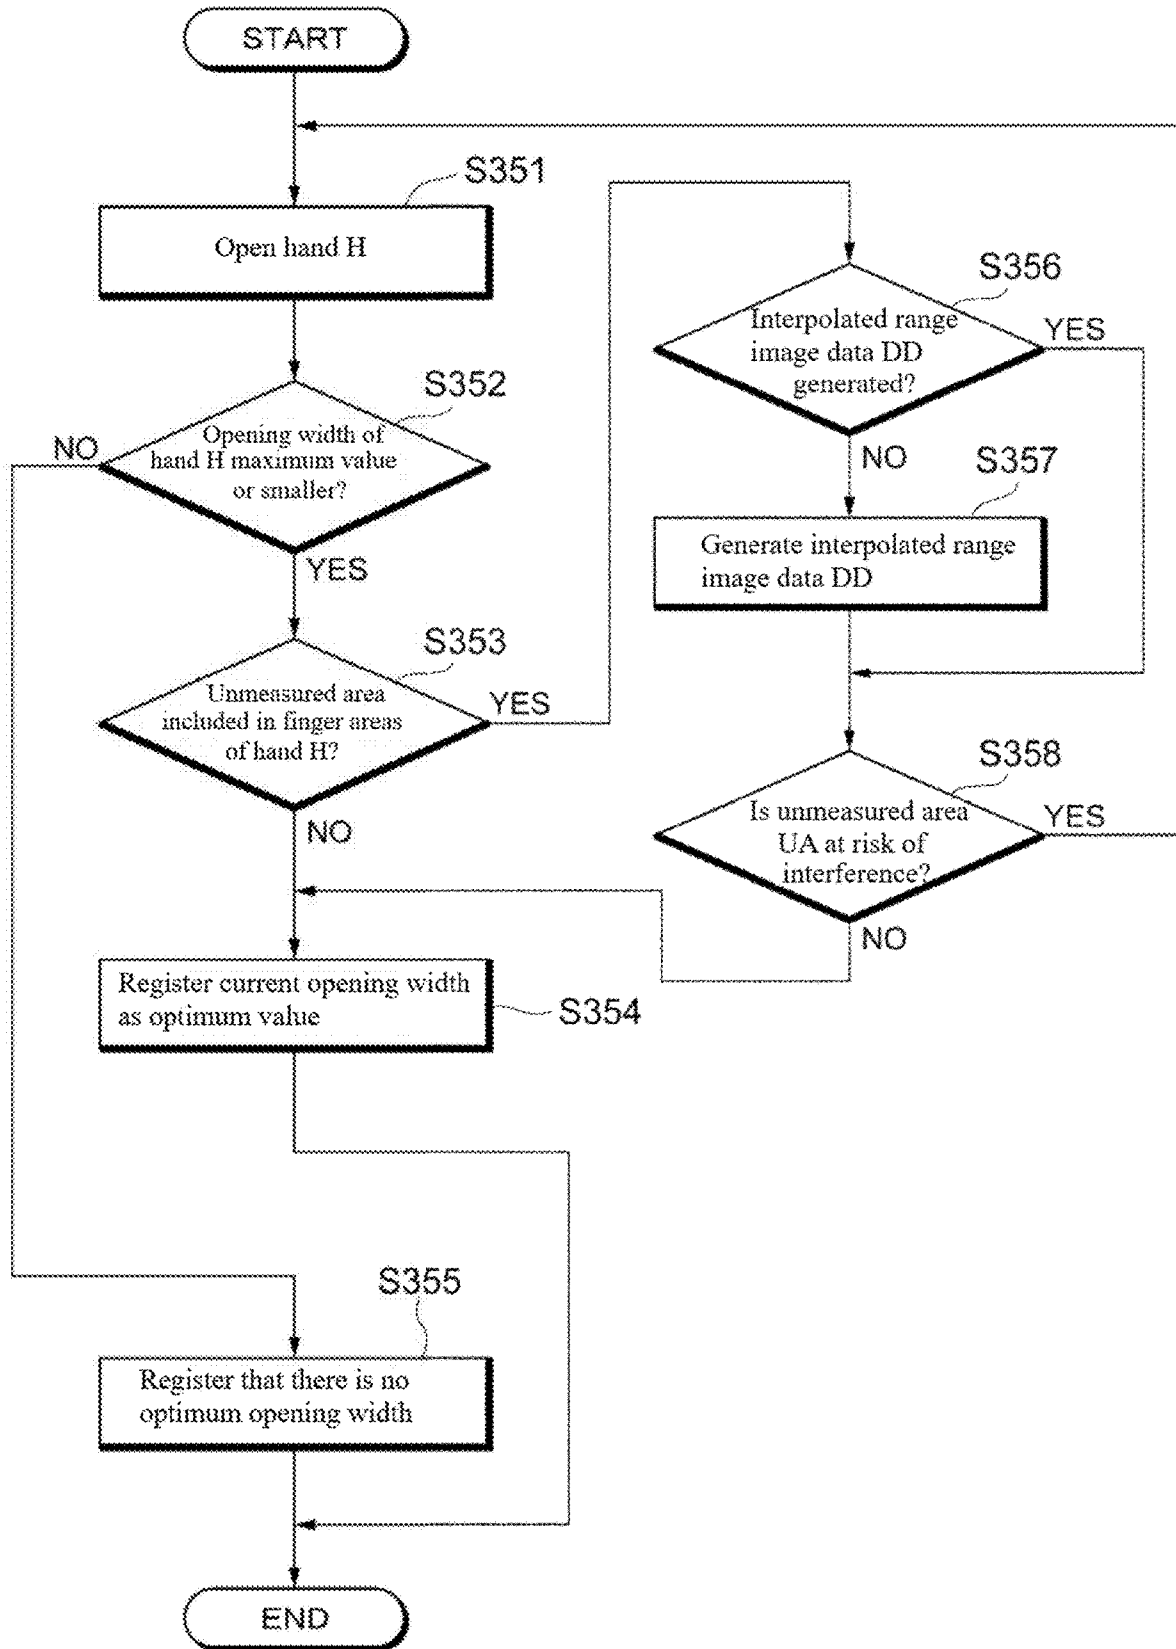 START
S351
Open hand H
S352
NO
Opening width of
hand H maximum value
or smaller?
YES
S353
Unmeasured area
included in finger areas
of hand H?
YES
NO
Register current opening width
as optimum value
S354
S355
Register that there is no
optimum opening width
END
S356
Interpolated range
image data DD
generated?
YES
NO
S357
Generate interpolated range
image data DD
S358
Is unmeasured area
UA at risk of
interference?
YES
NO